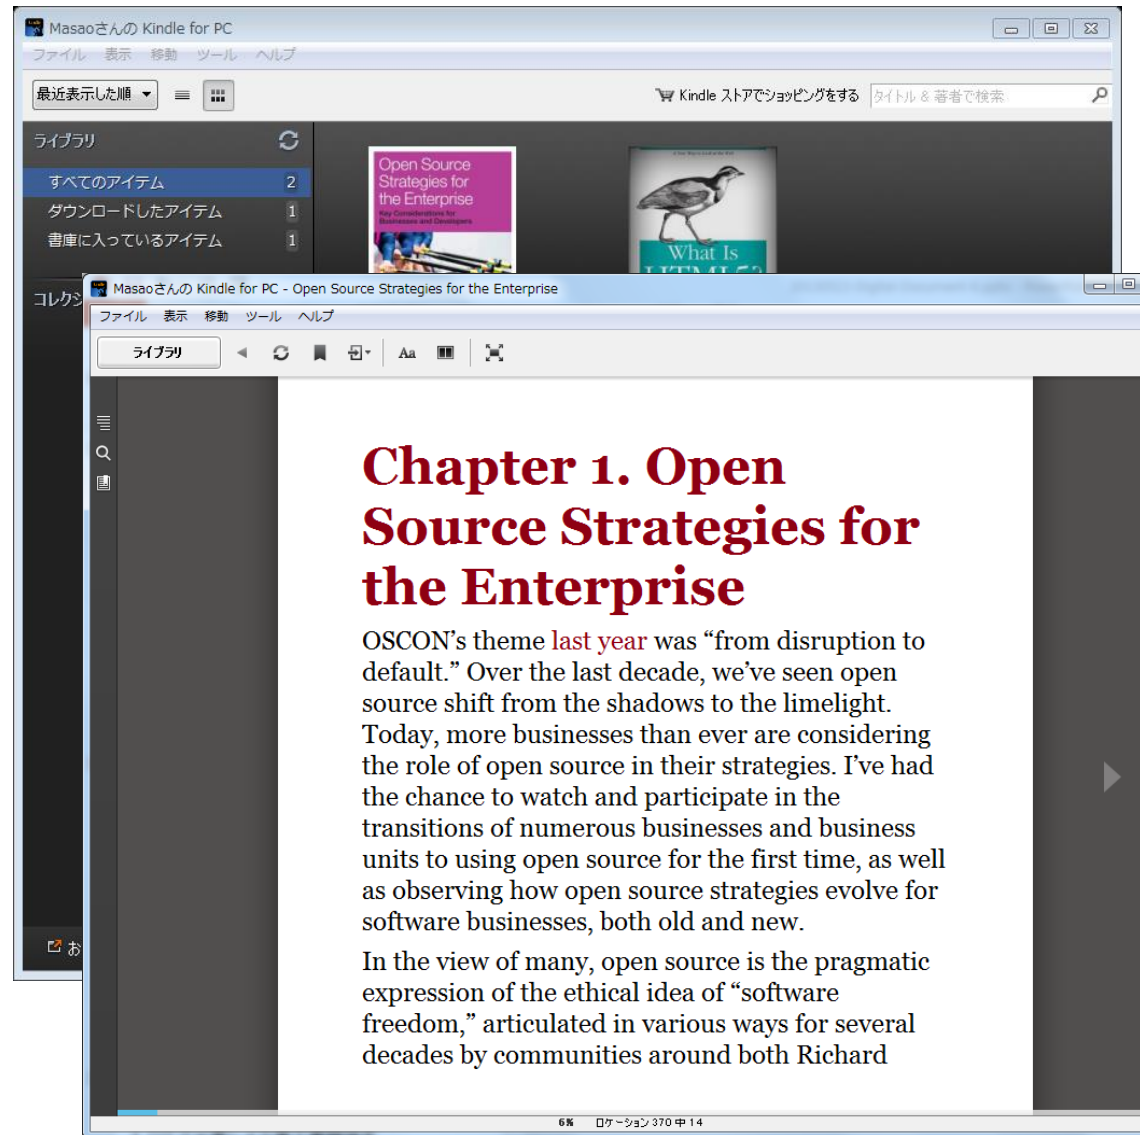 Masaoさんの Kindle for PC
ファイル 表示 移動 ツール ヘルプ
最近表示した順
Kindle ストアでショッピングをする
タイトル & 著者で検索
ライブラリ
すべてのアイテム 2
ダウンロードしたアイテム 1
書庫に入っているアイテム 1
コレクシ
お
Open Source
Strategies for
the Enterprise
Key Considerations for
Businesses and Developers
What Is
HTML5?
Masaoさんの Kindle for PC - Open Source Strategies for the Enterprise
ファイル 表示 移動 ツール ヘルプ
ライブラリ
Aa
Chapter 1. Open
Source Strategies for
the Enterprise
OSCON’s theme last year was “from disruption to
default.” Over the last decade, we’ve seen open
source shift from the shadows to the limelight.
Today, more businesses than ever are considering
the role of open source in their strategies. I’ve had
the chance to watch and participate in the
transitions of numerous businesses and business
units to using open source for the first time, as well
as observing how open source strategies evolve for
software businesses, both old and new.
In the view of many, open source is the pragmatic
expression of the ethical idea of “software
freedom,” articulated in various ways for several
decades by communities around both Richard
6% ロケーション 370 中 14